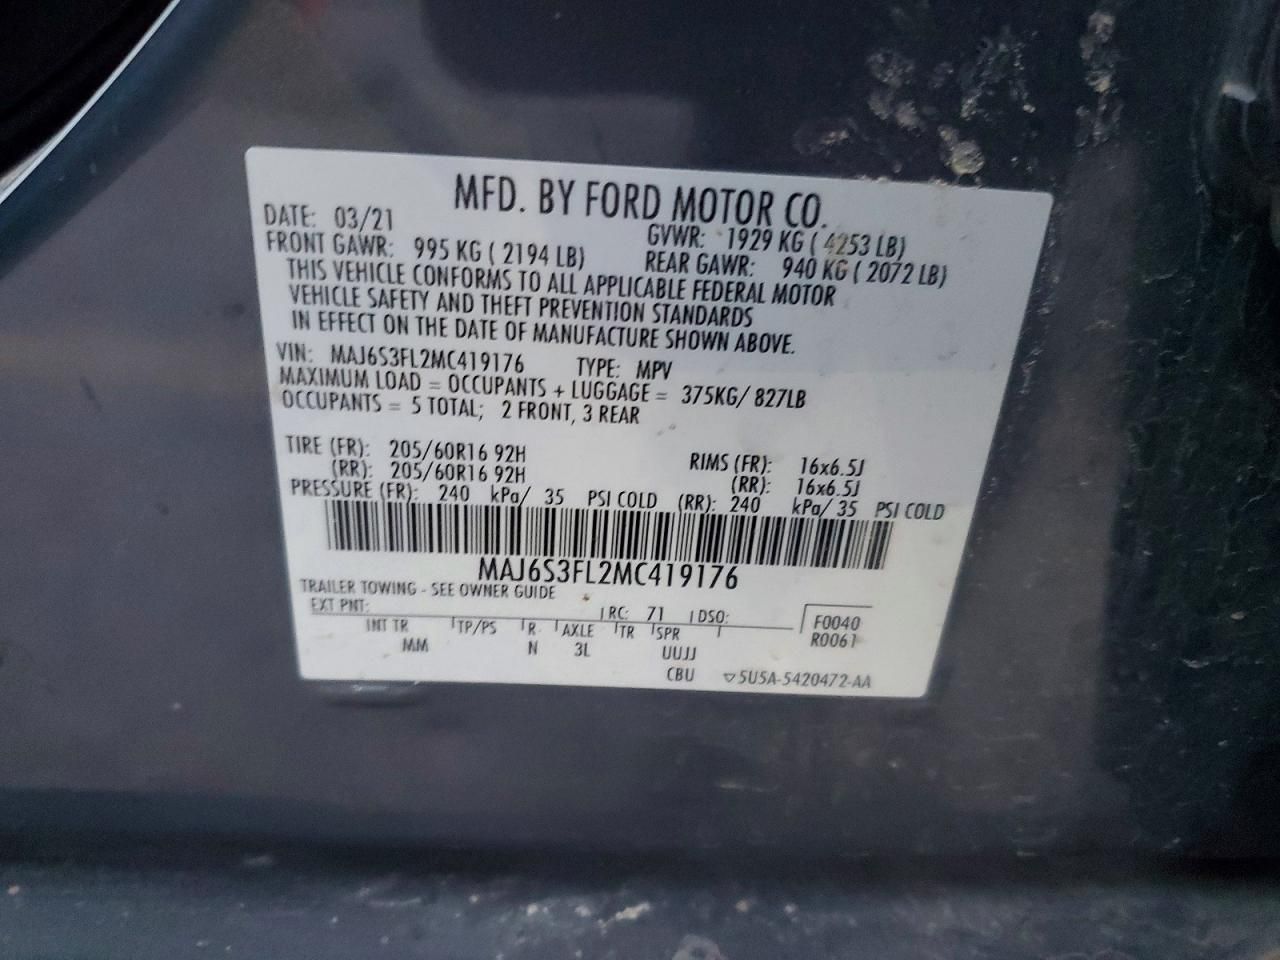 MFD. BY FORD MOTOR CO.
DATE: 03/21 GVWR: 1929 KG ( 4253 LB)
FRONT GAWR: 995 KG ( 2194 LB) REAR GAWR: 940 KG ( 2072 LB)
THIS VEHICLE CONFORMS TO ALL APPLICABLE FEDERAL MOTOR
VEHICLE SAFETY AND THEFT PREVENTION STANDARDS
IN EFFECT ON THE DATE OF MANUFACTURE SHOWN ABOVE.
VIN: MAJ6S3FL2MC419176 TYPE: MPV
MAXIMUM LOAD = OCCUPANTS + LUGGAGE = 375KG/ 827LB
OCCUPANTS = 5 TOTAL; 2 FRONT, 3 REAR
TIRE (FR): 205/60R16 92H RIMS (FR): 16x6.5J
(RR): 205/60R16 92H (RR): 16x6.5J
PRESSURE (FR): 240 kPa/ 35 PSI COLD (RR): 240 kPa/ 35 PSI COLD
MAJ6S3FL2MC419176
TRAILER TOWING - SEE OWNER GUIDE
EXT PNT: RC: 71 DSO: F0040
INT TR TP/PS R AXLE TR SPR R0061
MM N 3L UUJJ
CBU ▽5U5A-5420472-AA